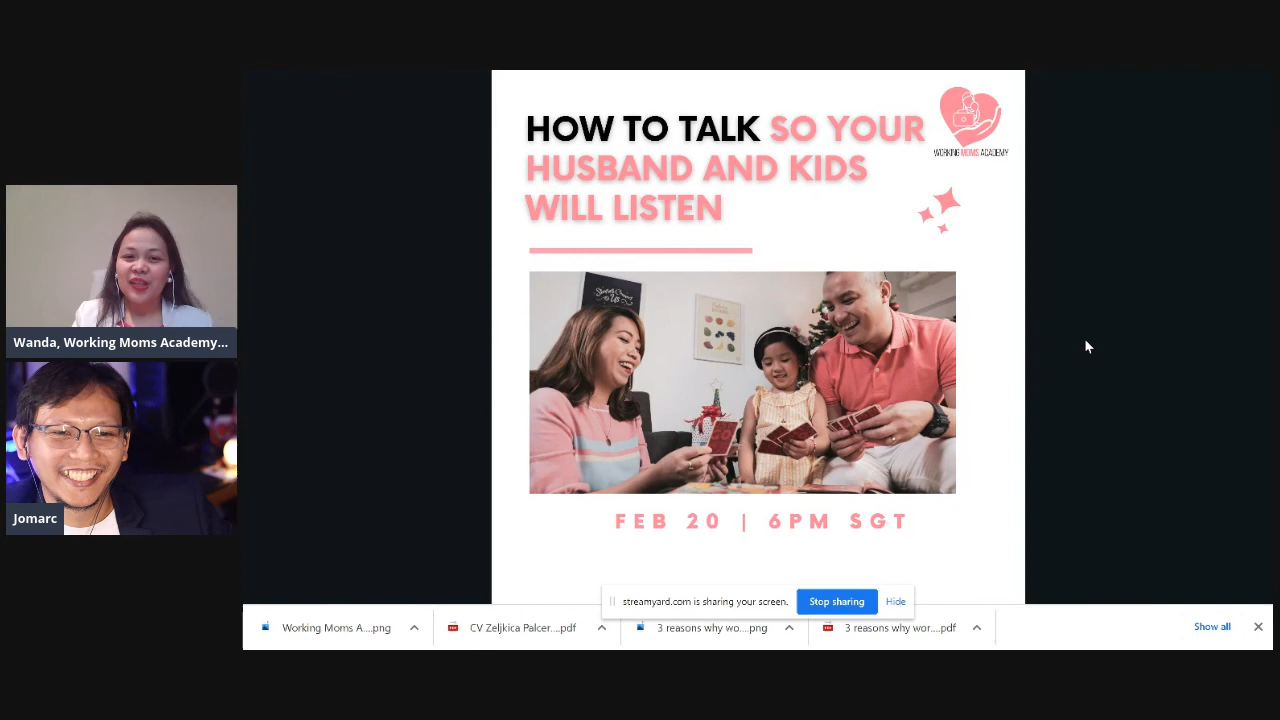 HOW TO TALK SO YOUR
HUSBAND AND KIDS
WILL LISTEN
WORKING MOMS ACADEMY
FEB 20 | 6PM SGT
Wanda, Working Moms Academy...
Jomarc
streamyard.com is sharing your screen.
Stop sharing
Hide
Working Moms A....png
CV Zeljkica Palcer....pdf
3 reasons why wo....png
3 reasons why wor....pdf
Show all